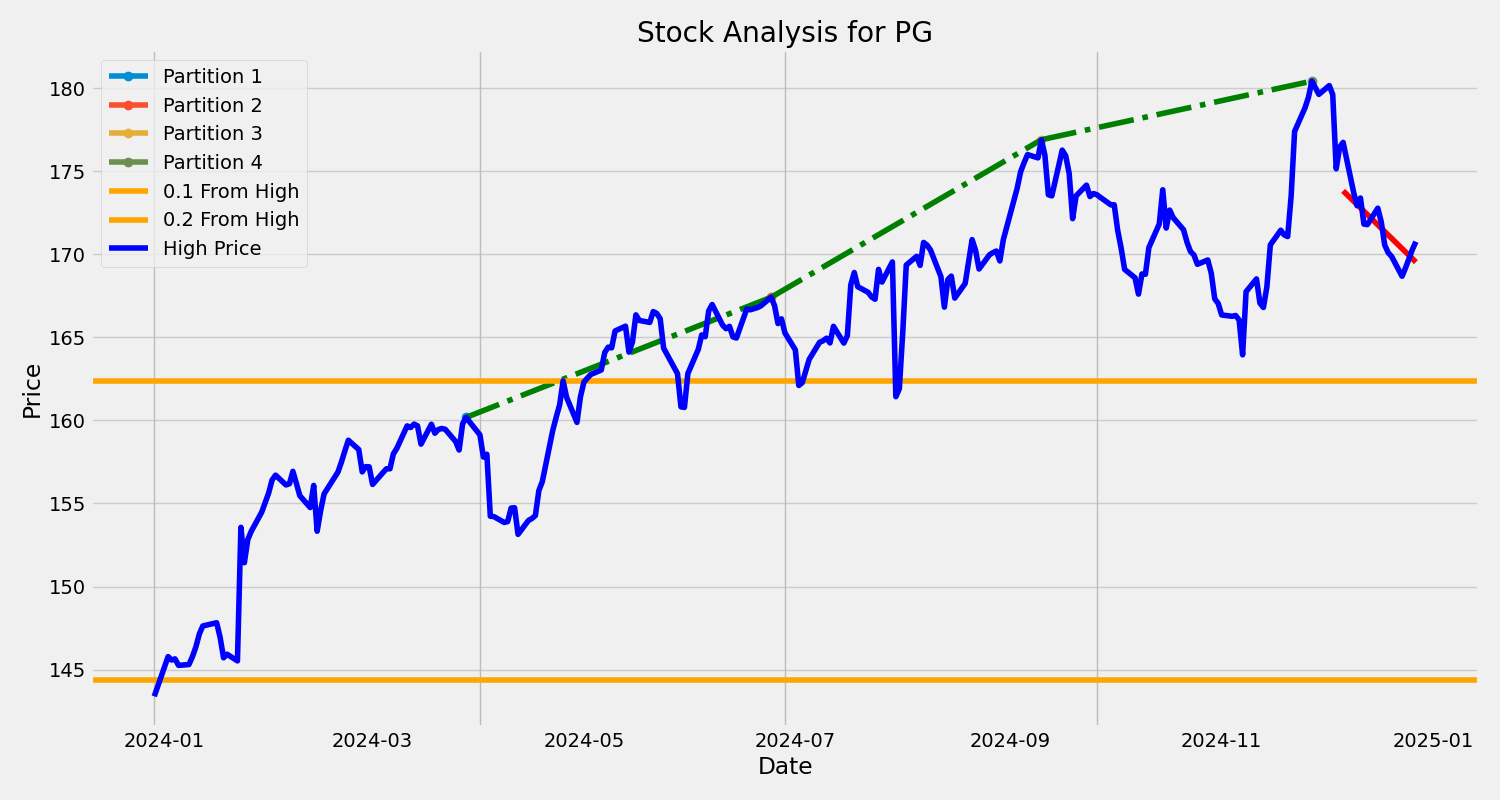 Stock Analysis for PG
Partition 1
Partition 2
Partition 3
Partition 4
0.1 From High
0.2 From High
High Price
180
175
170
165
160
155
150
145
Price
2024-01 2024-03 2024-05 2024-07 2024-09 2024-11 2025-01
Date